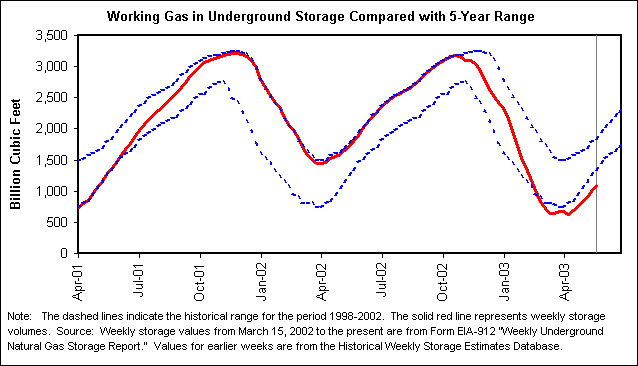 Working Gas in Underground Storage Compared with 5-Year Range
Billion Cubic Feet
3,500
3,000
2,500
2,000
1,500
1,000
500
0
Apr-01
Jul-01
Oct-01
Jan-02
Apr-02
Jul-02
Oct-02
Jan-03
Apr-03
Note: The dashed lines indicate the historical range for the period 1998-2002. The solid red line represents weekly storage
volumes. Source: Weekly storage values from March 15, 2002 to the present are from Form EIA-912 "Weekly Underground
Natural Gas Storage Report." Values for earlier weeks are from the Historical Weekly Storage Estimates Database.